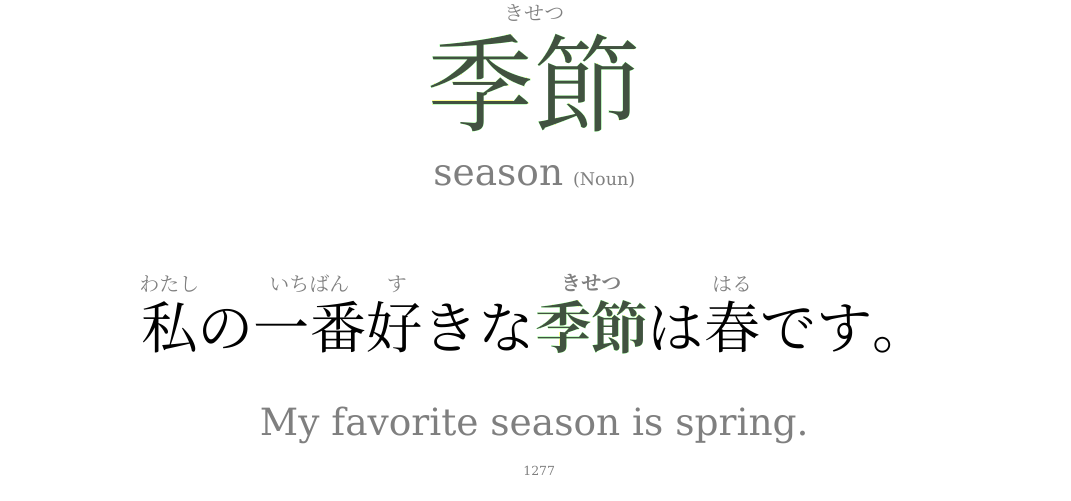 きせつ
季節
season (Noun)
わたし いちばん す きせつ はる
私の一番好きな季節は春です。
My favorite season is spring.
1277